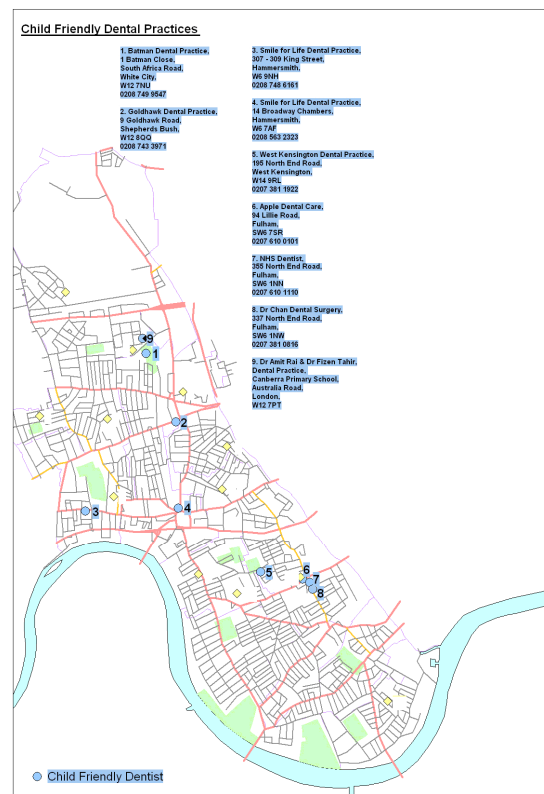 Child Friendly Dental Practices
1. Batman Dental Practice,
1 Batman Close,
South Africa Road,
White City,
W12 7NU
0208 749 9547
2. Goldhawk Dental Practice,
9 Goldhawk Road,
Shepherds Bush,
W12 8QQ
0208 743 3971
3. Smile for Life Dental Practice,
307 - 309 King Street,
Hammersmith,
W6 9NH
0208 748 6161
4. Smile for Life Dental Practice,
14 Broadway Chambers,
Hammersmith,
W6 7AF
0208 563 2323
5. West Kensington Dental Practice,
195 North End Road,
West Kensington,
W14 9RL
0207 381 1922
6. Apple Dental Care,
94 Lillie Road,
Fulham,
SW6 7SR
0207 610 0101
7. NHS Dentist,
355 North End Road,
Fulham,
SW6 1NN
0207 610 1110
8. Dr Chan Dental Surgery,
337 North End Road,
Fulham,
SW6 1NW
0207 381 0816
9. Dr Amit Rai & Dr Fizen Tahir,
Dental Practice,
Canberra Primary School,
Australia Road,
London,
W12 7PT
9
1
2
3
4
5
6
7
8
Child Friendly Dentist